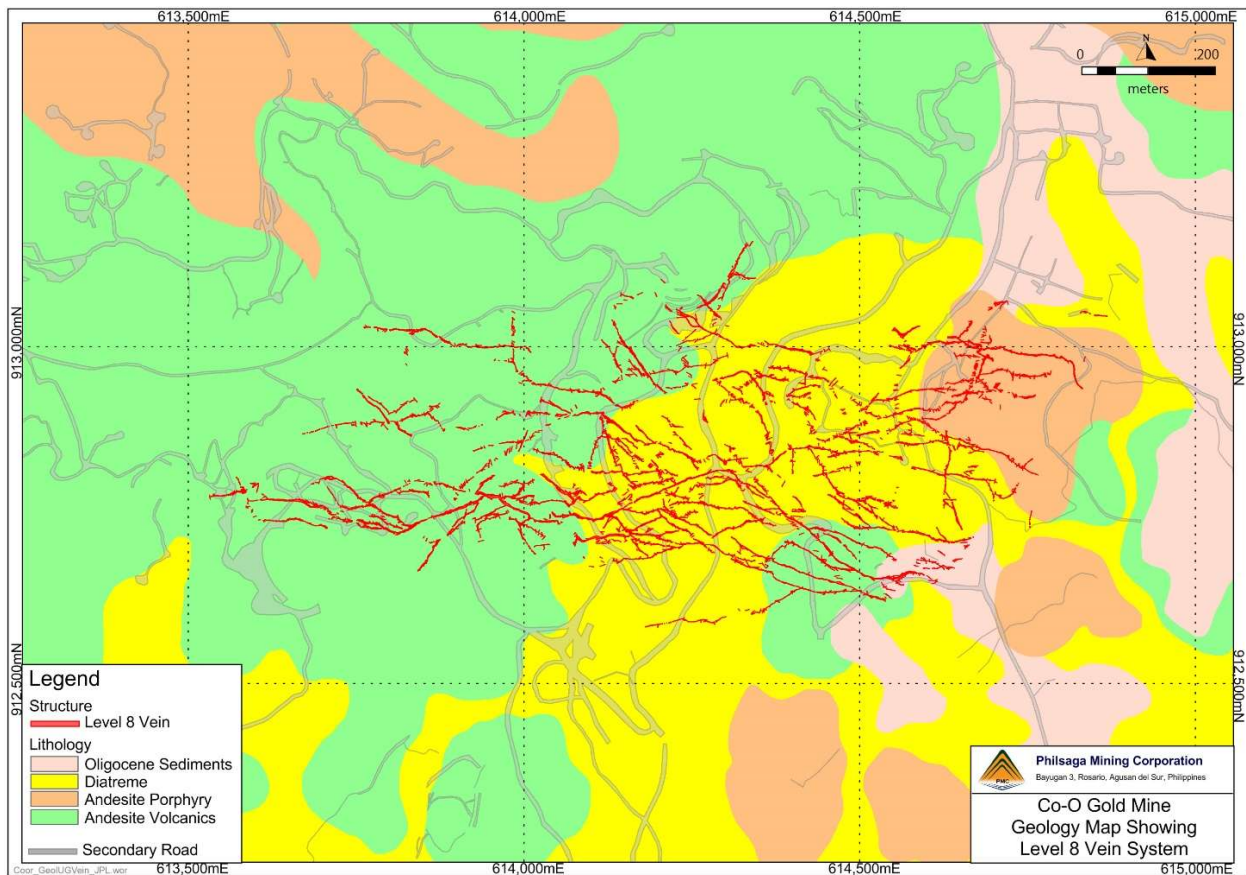 613,500mE
614,000mE
614,500mE
615,000mE
N
0
200
meters
913,000mN
913,000mN
912,500mN
912,500mN
Legend
Structure
Level 8 Vein
Lithology
Oligocene Sediments
Diatreme
Andesite Porphyry
Andesite Volcanics
Secondary Road
PMC
Philsaga Mining Corporation
Bayugan 3, Rosario, Agusan del Sur, Philippines
Co-O Gold Mine
Geology Map Showing
Level 8 Vein System
Coor_GeolUGVein_JPL.wor
613,500mE
614,000mE
614,500mE
615,000mE